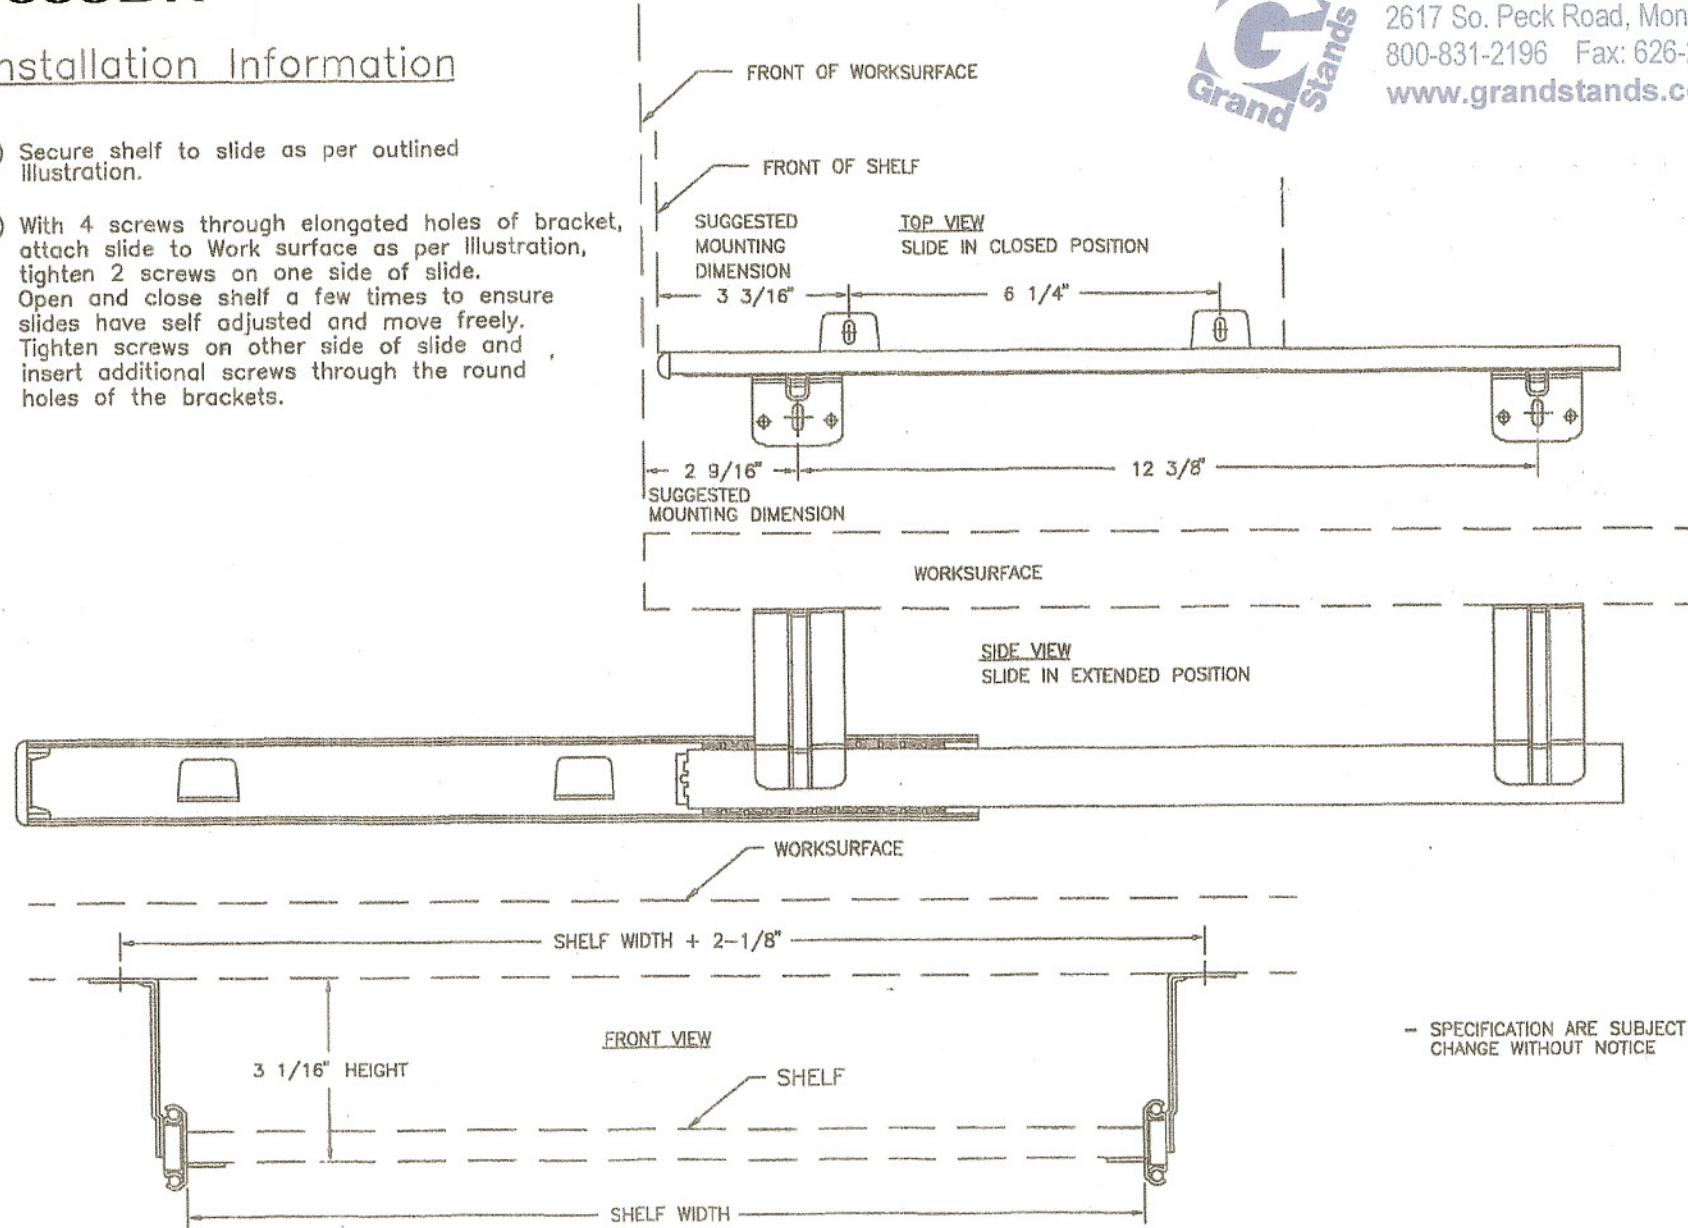 Installation Information
Secure shelf to slide as per outlined
Illustration.
With 4 screws through elongated holes of bracket,
attach slide to Work surface as per Illustration,
tighten 2 screws on one side of slide.
Open and close shelf a few times to ensure
slides have self adjusted and move freely.
Tighten screws on other side of slide and
insert additional screws through the round
holes of the brackets.
Grand Stands
2617 So. Peck Road, Mon
800-831-2196 Fax: 626-
www.grandstands.co
FRONT OF WORKSURFACE
FRONT OF SHELF
SUGGESTED
MOUNTING
DIMENSION
TOP VIEW
SLIDE IN CLOSED POSITION
3 3/16"
6 1/4"
2 9/16"
12 3/8"
SUGGESTED
MOUNTING DIMENSION
WORKSURFACE
SIDE VIEW
SLIDE IN EXTENDED POSITION
WORKSURFACE
SHELF WIDTH + 2-1/8"
FRONT VIEW
3 1/16" HEIGHT
SHELF
SHELF WIDTH
- SPECIFICATION ARE SUBJECT
CHANGE WITHOUT NOTICE